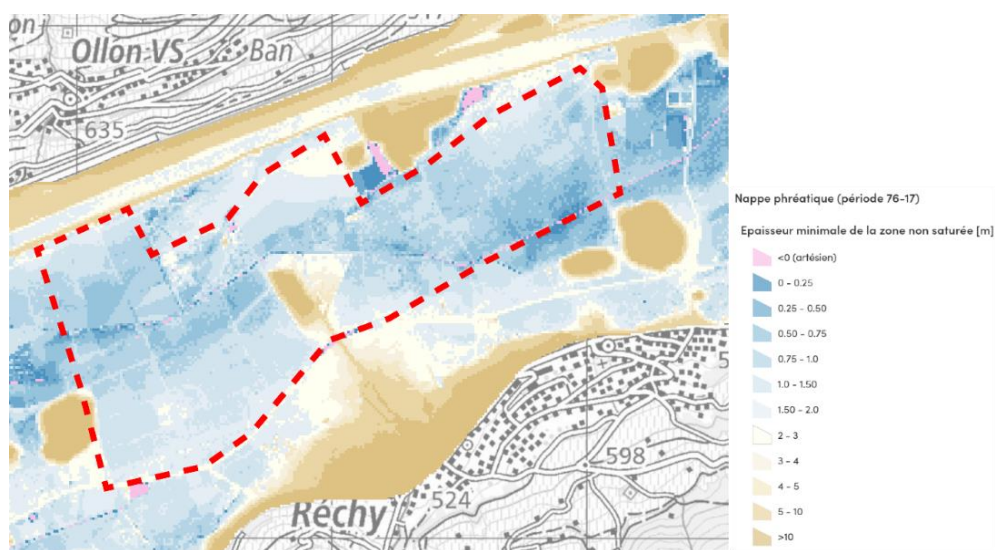 Ollon VS
Ban
635
Nappe phréatique (période 76-17)
Epaisseur minimale de la zone non saturée [m]
<0 (artésien)
0 - 0.25
0.25 - 0.50
0.50 - 0.75
0.75 - 1.0
1.0 - 1.50
1.50 - 2.0
2 - 3
3 - 4
4 - 5
5 - 10
>10
598
524
Réchy